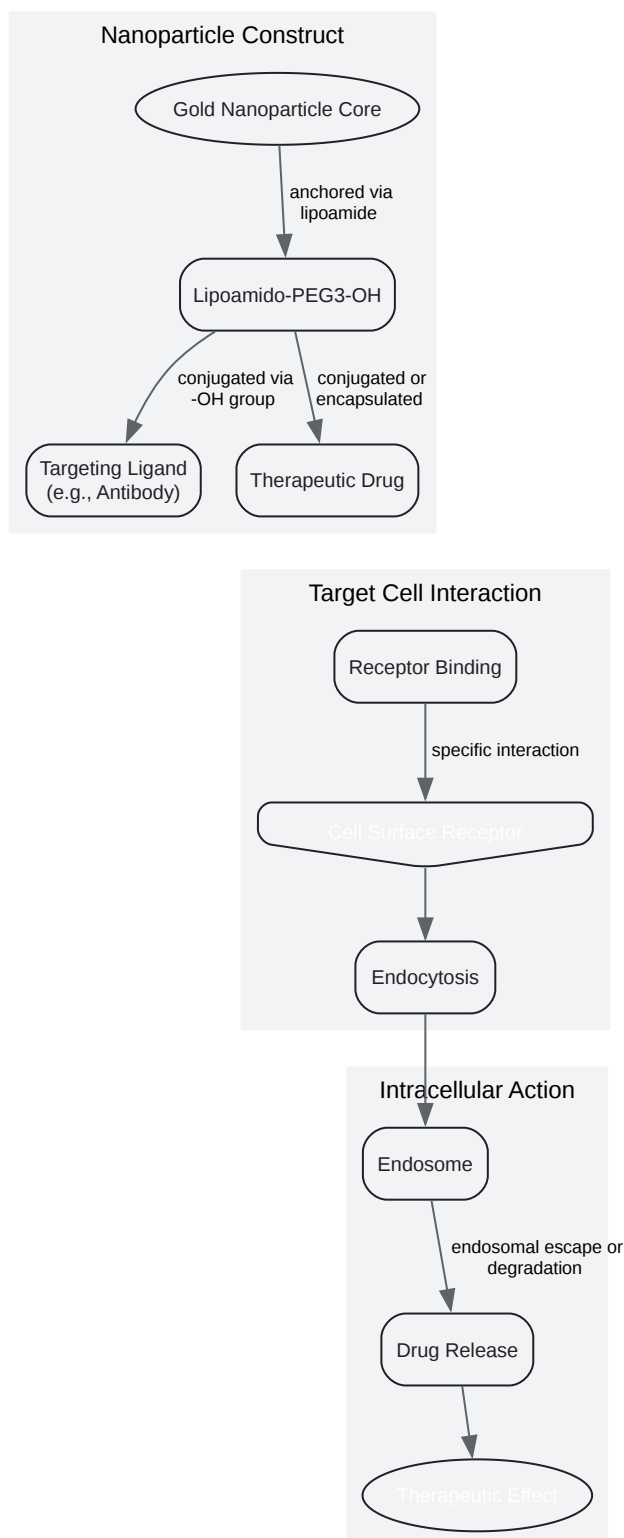 Nanoparticle Construct
Gold Nanoparticle Core
anchored via
lipoamide
Lipoamido-PEG3-OH
conjugated via
-OH group
conjugated or
encapsulated
Targeting Ligand
(e.g., Antibody)
Therapeutic Drug
Target Cell Interaction
Receptor Binding
specific interaction
Cell Surface Receptor
Endocytosis
Intracellular Action
Endosome
endosomal escape or
degradation
Drug Release
Therapeutic Effect